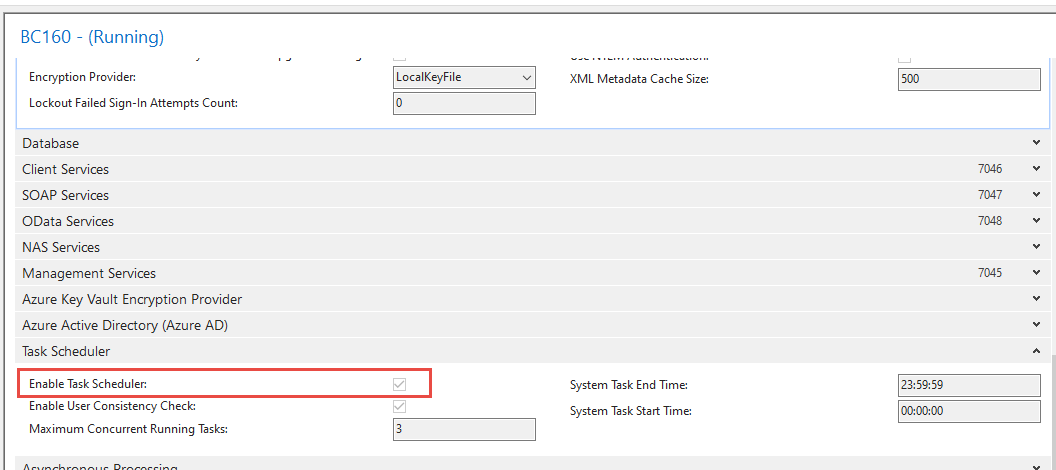 BC160 - (Running)
Encryption Provider: LocalKeyFile XML Metadata Cache Size: 500
Lockout Failed Sign-In Attempts Count: 0
Database
Client Services 7046
SOAP Services 7047
OData Services 7048
NAS Services
Management Services 7045
Azure Key Vault Encryption Provider
Azure Active Directory (Azure AD)
Task Scheduler
Enable Task Scheduler: System Task End Time: 23:59:59
Enable User Consistency Check: System Task Start Time: 00:00:00
Maximum Concurrent Running Tasks: 3
Asynchronous Processing